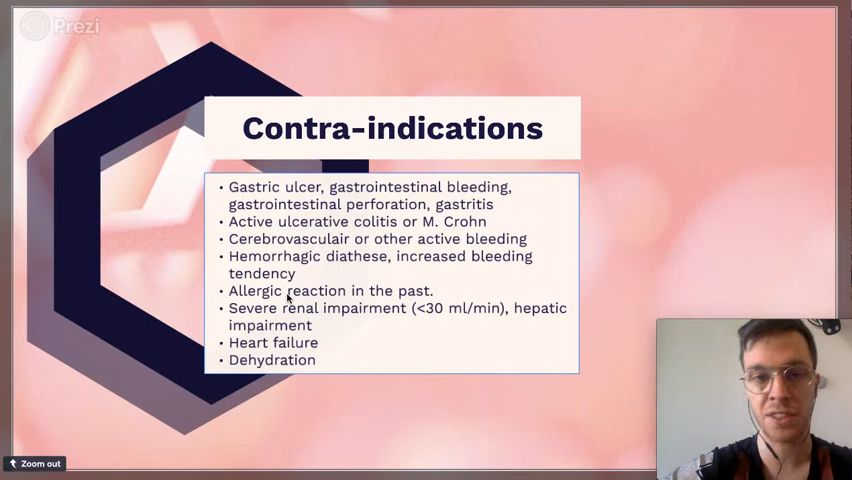 Prezi
Contra-indications
• Gastric ulcer, gastrointestinal bleeding,
gastrointestinal perforation, gastritis
• Active ulcerative colitis or M. Crohn
• Cerebrovasculair or other active bleeding
• Hemorrhagic diathese, increased bleeding
tendency
• Allergic reaction in the past.
• Severe renal impairment (<30 ml/min), hepatic
impairment
• Heart failure
• Dehydration
Zoom out